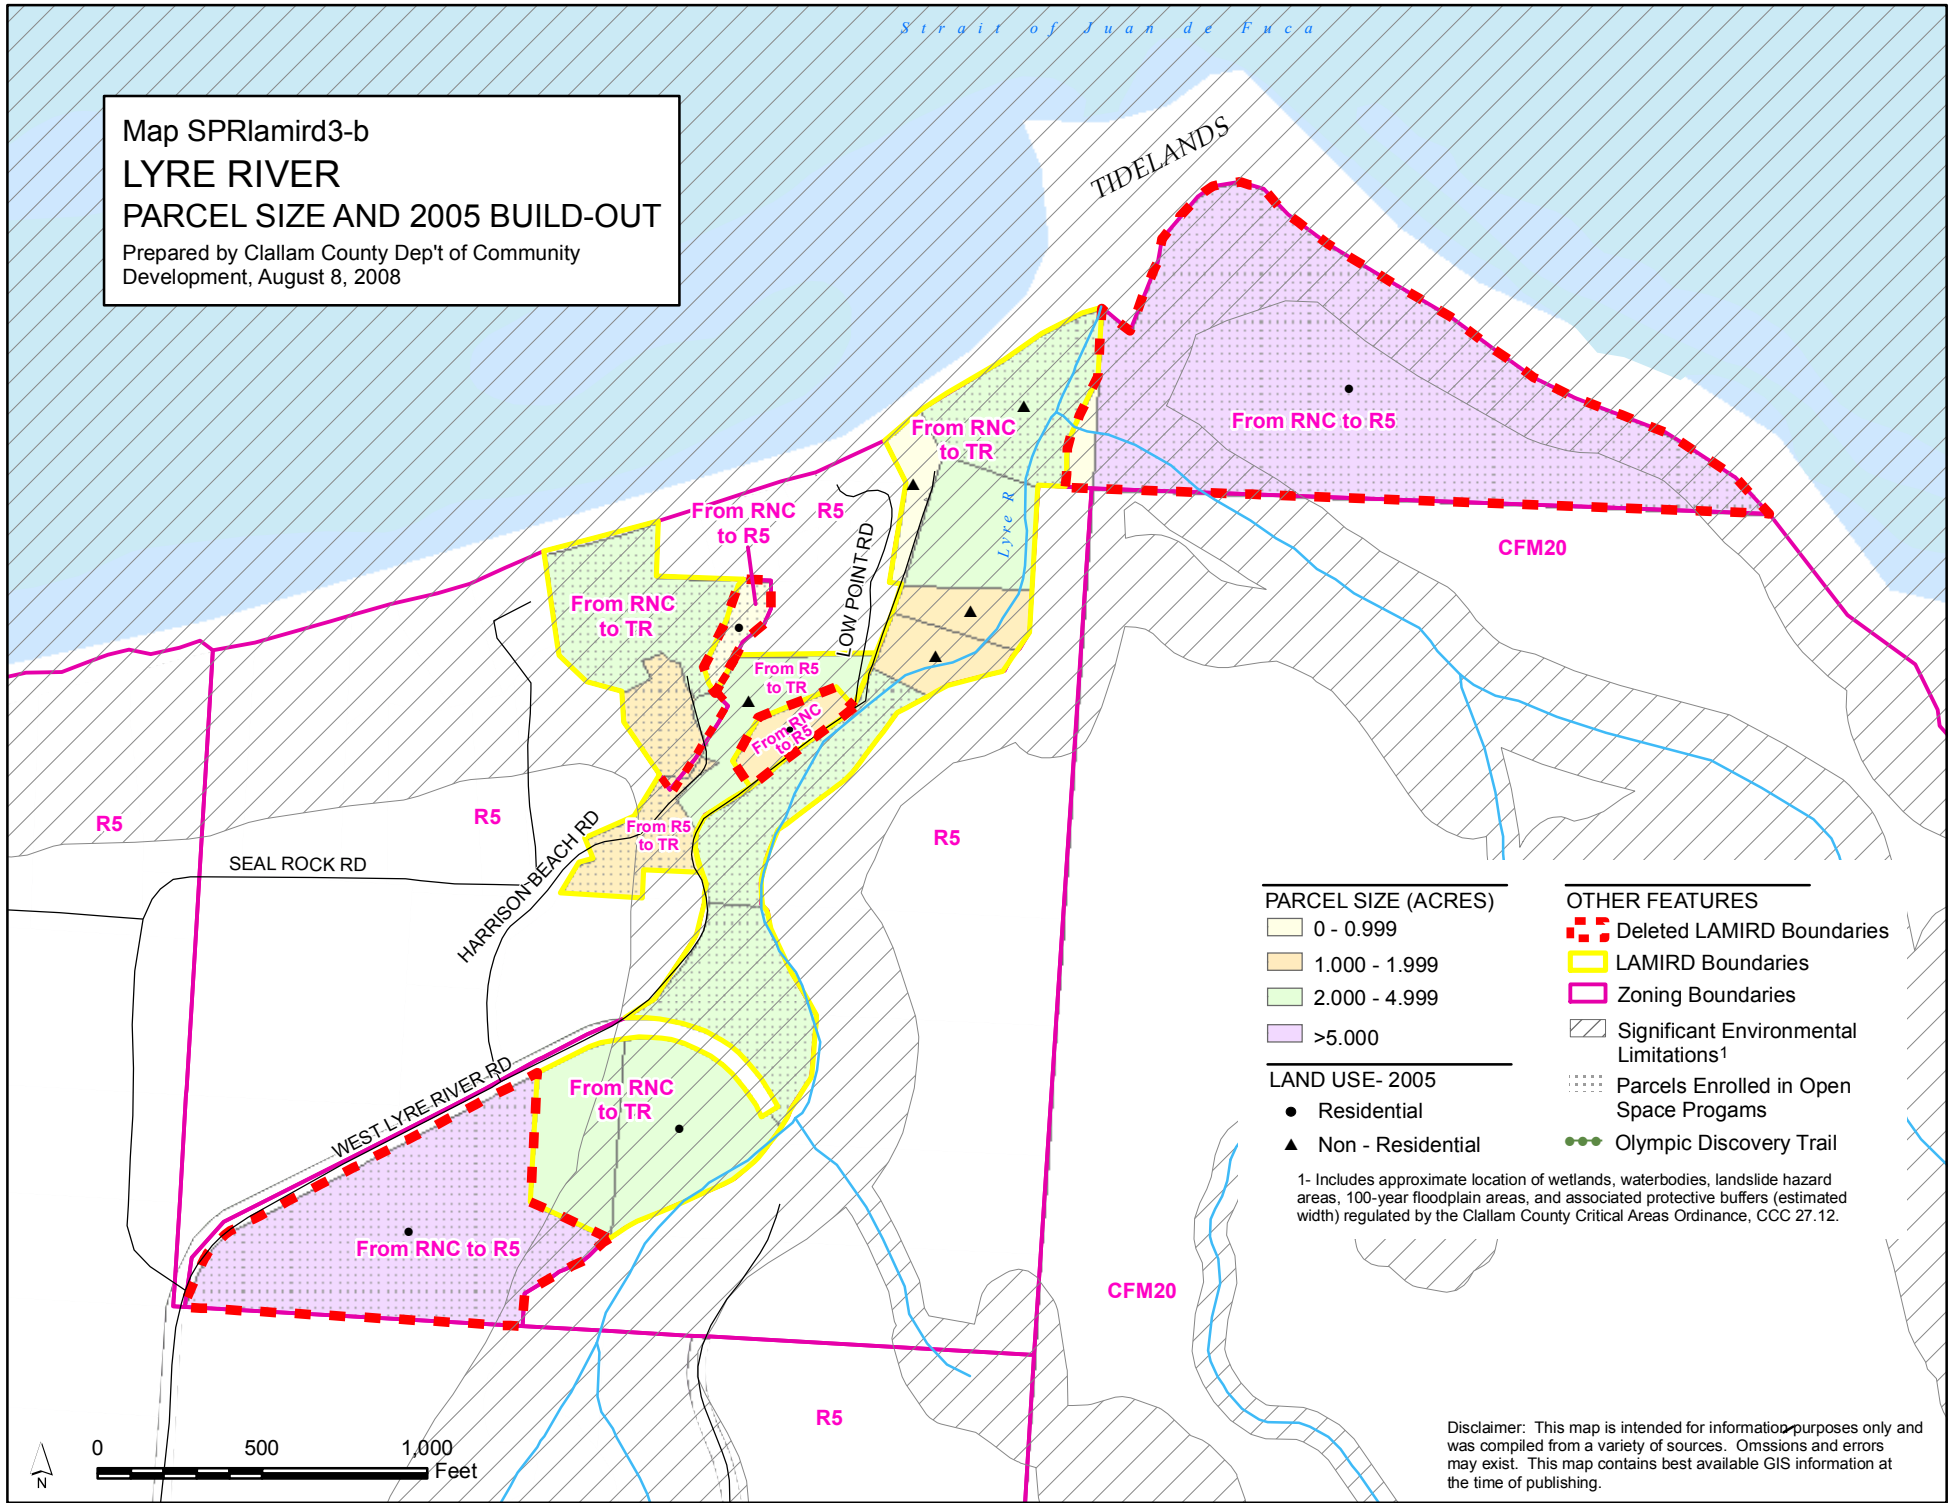 Strait of Juan de Fuca
Map SPRlamird3-b
LYRE RIVER
PARCEL SIZE AND 2005 BUILD-OUT
Prepared by Clallam County Dep't of Community
Development, August 8, 2008
TIDELANDS
From RNC to R5
From RNC
to TR
From RNC
to R5
R5
LOW POINT RD
Lyre R
CFM20
From RNC
to TR
From R5
to TR
From RNC
to R5
R5
R5
From R5
to TR
R5
SEAL ROCK RD
HARRISON BEACH RD
WEST LYRE RIVER RD
From RNC
to TR
From RNC to R5
CFM20
R5
PARCEL SIZE (ACRES)
0 - 0.999
1.000 - 1.999
2.000 - 4.999
>5.000
LAND USE- 2005
Residential
Non - Residential
OTHER FEATURES
Deleted LAMIRD Boundaries
LAMIRD Boundaries
Zoning Boundaries
Significant Environmental
Limitations1
Parcels Enrolled in Open
Space Progams
Olympic Discovery Trail
1- Includes approximate location of wetlands, waterbodies, landslide hazard
areas, 100-year floodplain areas, and associated protective buffers (estimated
width) regulated by the Clallam County Critical Areas Ordinance, CCC 27.12.
N
0 500 1,000
Feet
Disclaimer: This map is intended for information purposes only and
was compiled from a variety of sources. Omssions and errors
may exist. This map contains best available GIS information at
the time of publishing.